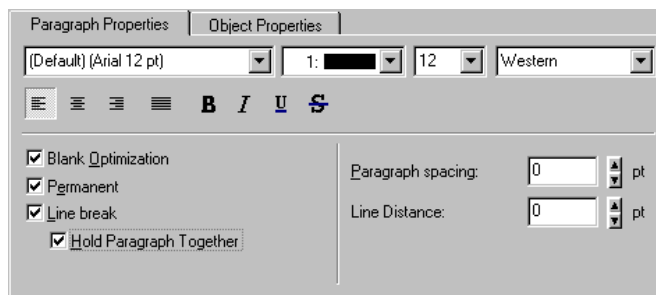 Paragraph Properties Object Properties
(Default) (Arial 12 pt) 1: 12 Western
B I U S
Blank Optimization
Permanent
Line break
Hold Paragraph Together
Paragraph spacing: 0 pt
Line Distance: 0 pt